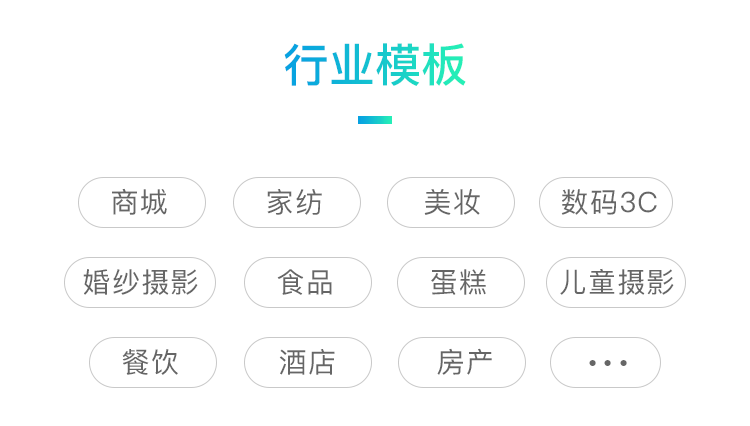 行业模板
商城 家纺 美妆 数码3C
婚纱摄影 食品 蛋糕 儿童摄影
餐饮 酒店 房产 •••